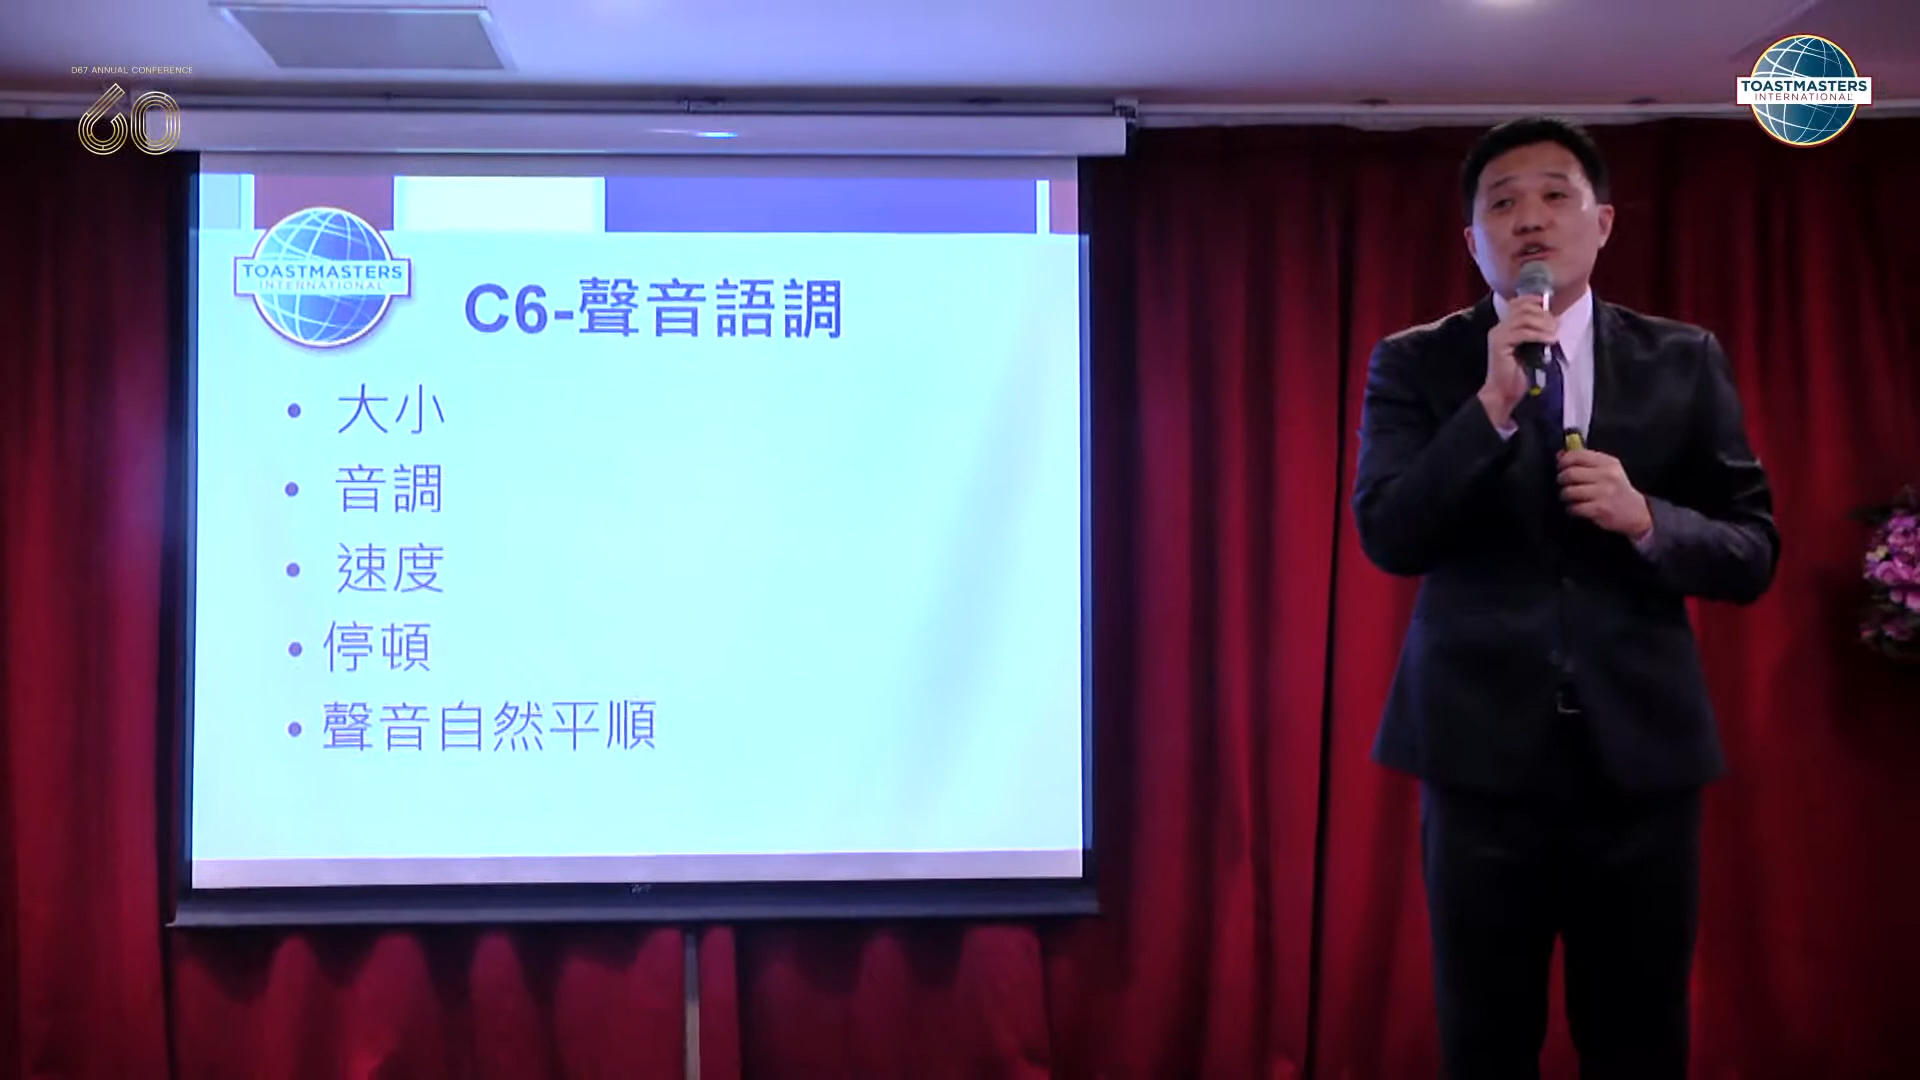 D67 ANNUAL CONFERENCE
60
TOASTMASTERS
INTERNATIONAL
TOASTMASTERS
INTERNATIONAL
C6-聲音語調
• 大小
• 音調
• 速度
• 停頓
• 聲音自然平順